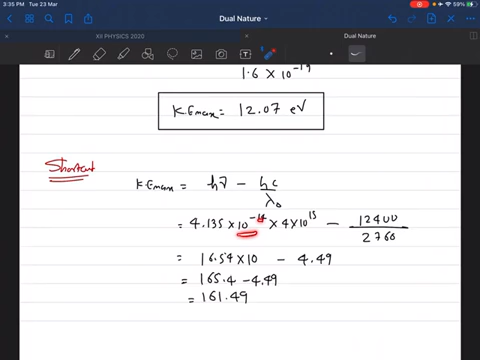 3:35 PM Tue 23 Mar
Dual Nature
59%
XII PHYSICS 2020
Dual Nature
1.6 × 10⁻¹⁹
K.Emax = 12.07 eV
Shortcut
KEmax = hν − hc/λ₀
= 4.135 × 10⁻¹⁴ × 4 × 10¹⁵ − 12400/2760
= 16.54 × 10 − 4.49
= 165.4 − 4.49
= 161.49